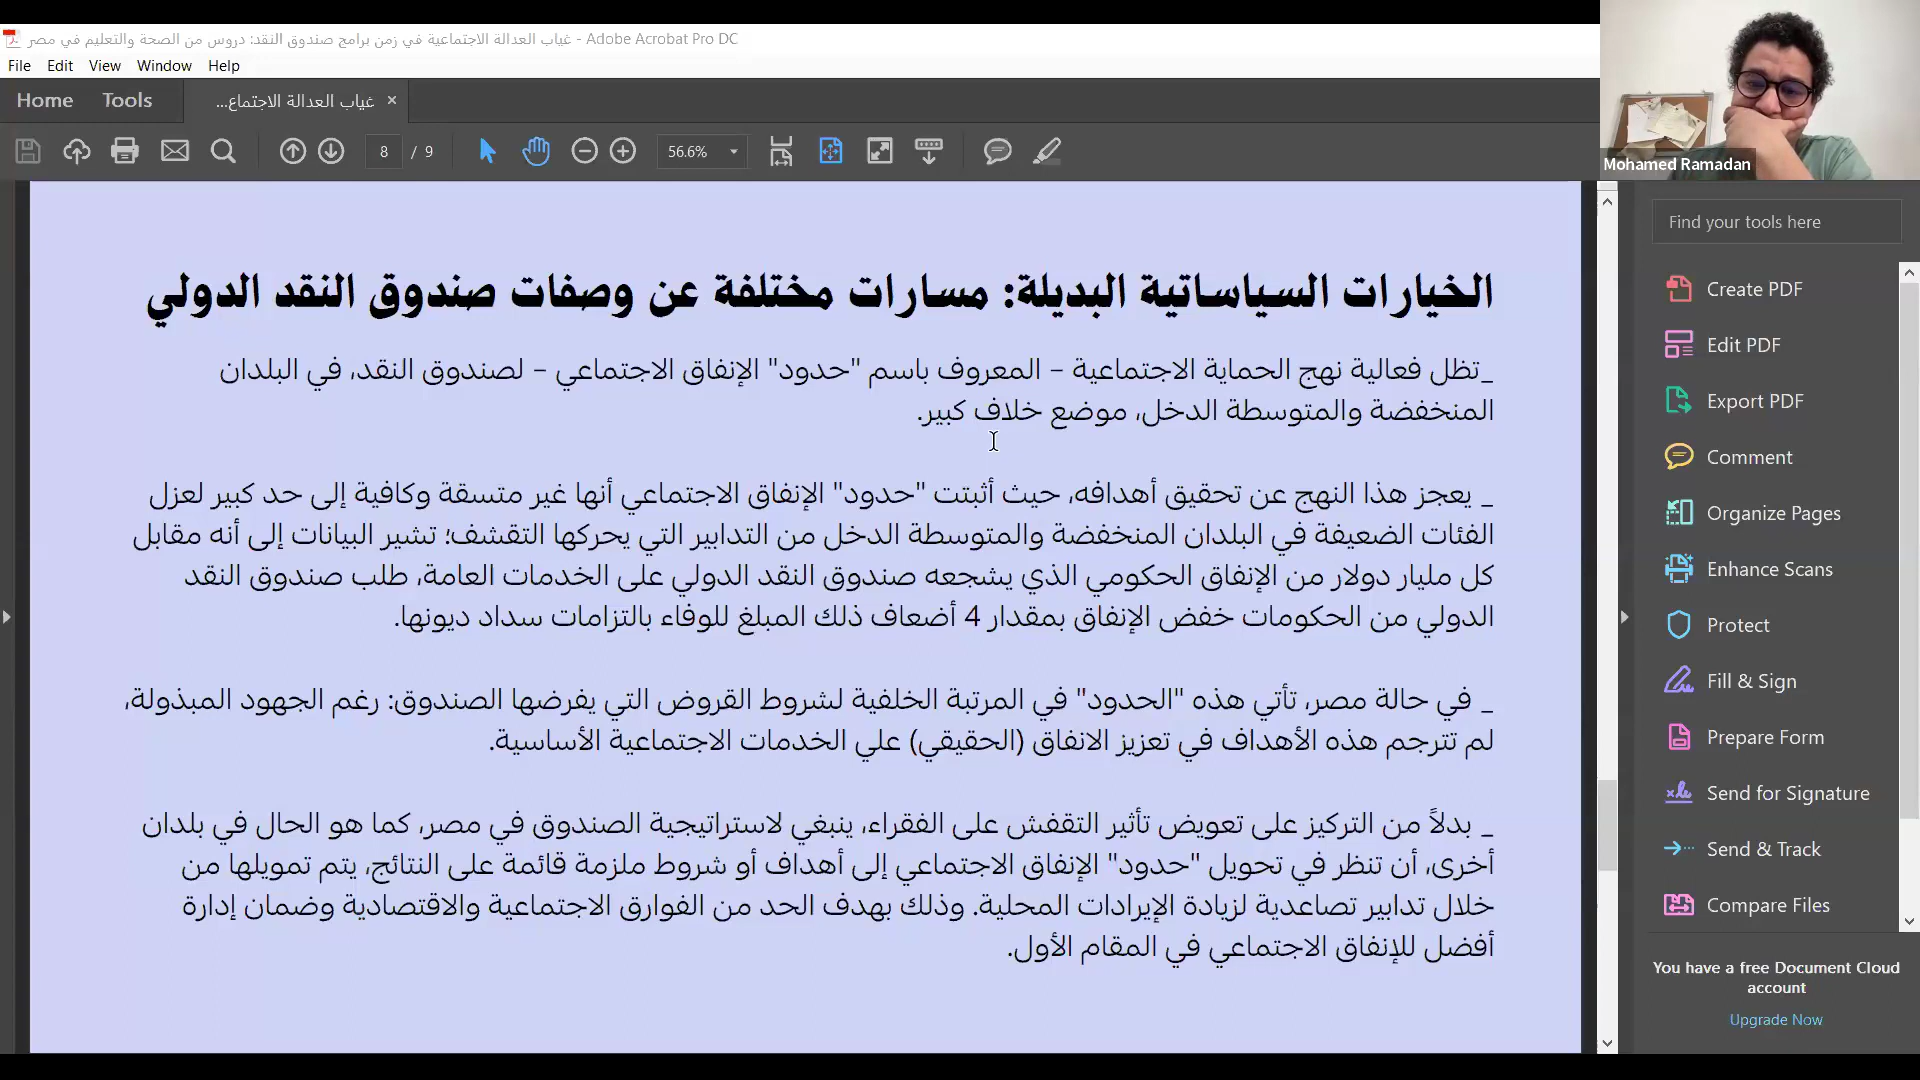 غياب العدالة الاجتماعية في زمن برامج صندوق النقد: دروس من الصحة والتعليم في مصر - Adobe Acrobat Pro DC
File Edit View Window Help
Home Tools غياب العدالة الاجتماع... ×
8 / 9 56.6%
Mohamed Ramadan
الخيارات السياساتية البديلة: مسارات مختلفة عن وصفات صندوق النقد الدولي
_تظل فعالية نهج الحماية الاجتماعية – المعروف باسم "حدود" الإنفاق الاجتماعي – لصندوق النقد، في البلدان
المنخفضة والمتوسطة الدخل، موضع خلاف كبير.
_ يعجز هذا النهج عن تحقيق أهدافه، حيث أثبتت "حدود" الإنفاق الاجتماعي أنها غير متسقة وكافية إلى حد كبير لعزل
الفئات الضعيفة في البلدان المنخفضة والمتوسطة الدخل من التدابير التي يحركها التقشف؛ تشير البيانات إلى أنه مقابل
كل مليار دولار من الإنفاق الحكومي الذي يشجعه صندوق النقد الدولي على الخدمات العامة، طلب صندوق النقد
الدولي من الحكومات خفض الإنفاق بمقدار 4 أضعاف ذلك المبلغ للوفاء بالتزامات سداد ديونها.
_ في حالة مصر، تأتي هذه "الحدود" في المرتبة الخلفية لشروط القروض التي يفرضها الصندوق: رغم الجهود المبذولة،
لم تترجم هذه الأهداف في تعزيز الانفاق (الحقيقي) علي الخدمات الاجتماعية الأساسية.
_ بدلاً من التركيز على تعويض تأثير التقفش على الفقراء، ينبغي لاستراتيجية الصندوق في مصر، كما هو الحال في بلدان
أخرى، أن تنظر في تحويل "حدود" الإنفاق الاجتماعي إلى أهداف أو شروط ملزمة قائمة على النتائج، يتم تمويلها من
خلال تدابير تصاعدية لزيادة الإيرادات المحلية. وذلك بهدف الحد من الفوارق الاجتماعية والاقتصادية وضمان إدارة
أفضل للإنفاق الاجتماعي في المقام الأول.
Find your tools here
Create PDF
Edit PDF
Export PDF
Comment
Organize Pages
Enhance Scans
Protect
Fill & Sign
Prepare Form
Send for Signature
Send & Track
Compare Files
You have a free Document Cloud
account
Upgrade Now